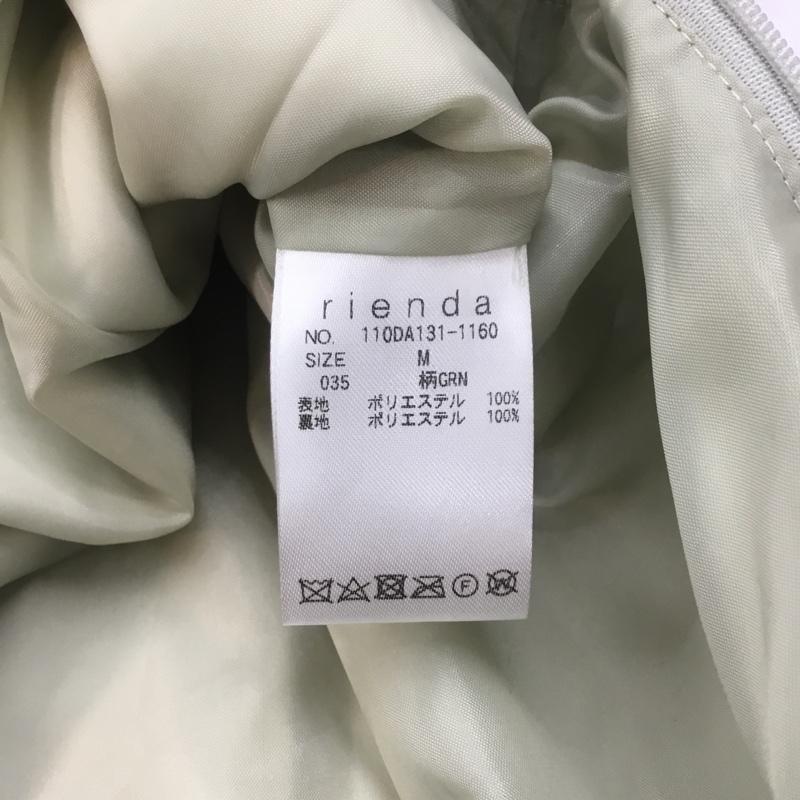 rienda
NO. 110DA131-1160
SIZE M
035 柄GRN
表地 ポリエステル 100%
裏地 ポリエステル 100%
F W